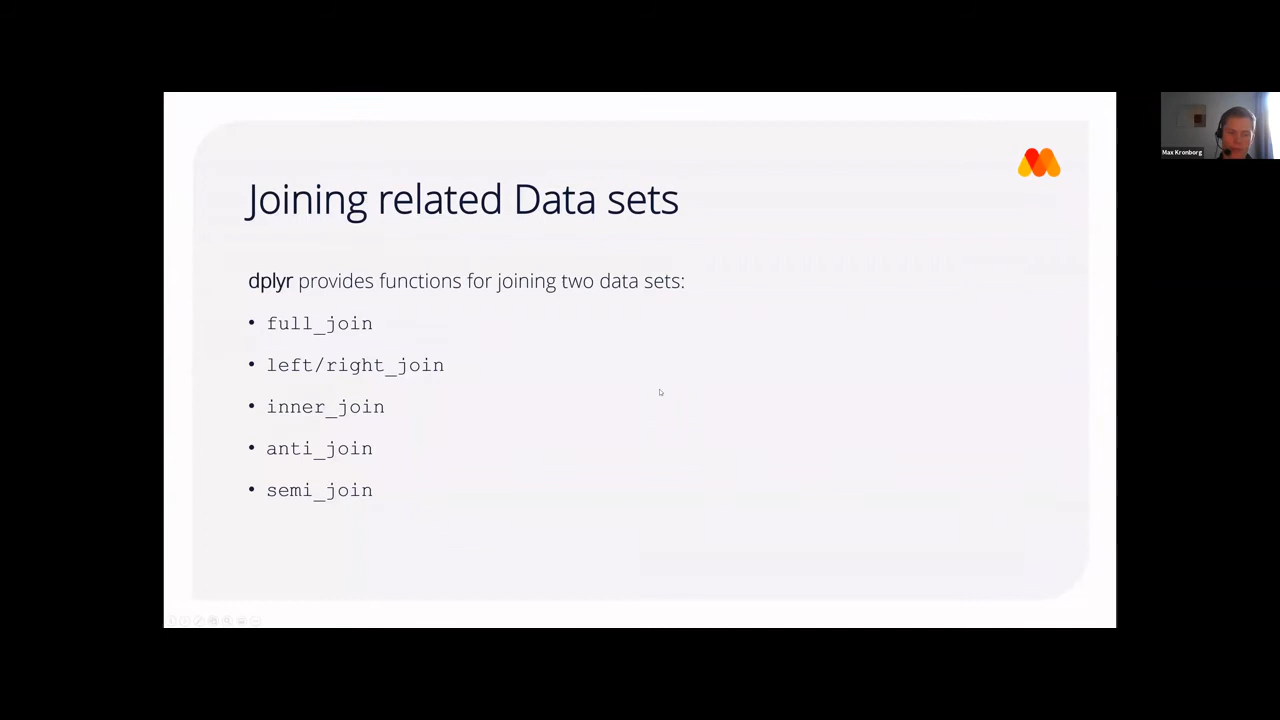 Joining related Data sets
dplyr provides functions for joining two data sets:
• full_join
• left/right_join
• inner_join
• anti_join
• semi_join
Max Kronborg